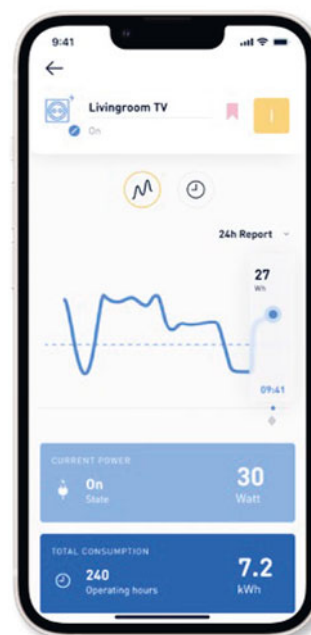 9:41
Livingroom TV
On
24h Report
27
Wh
09:41
CURRENT POWER
On
State
30
Watt
TOTAL CONSUMPTION
240
Operating hours
7.2
kWh